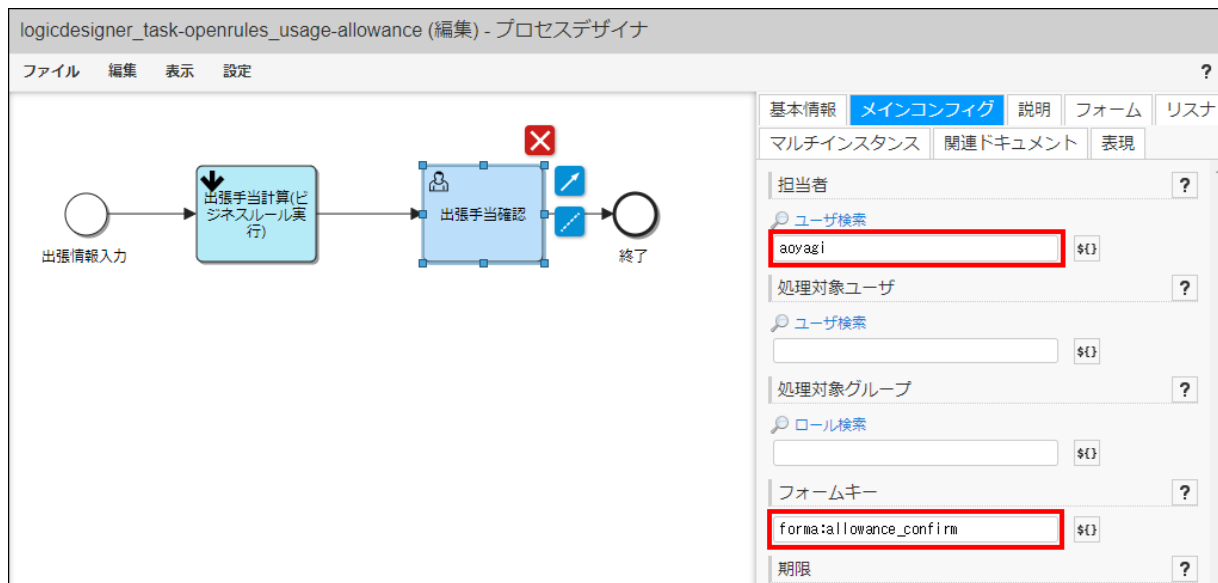 logicdesigner_task-openrules_usage-allowance (編集) - プロセスデザイナ
ファイル 編集 表示 設定 ?
基本情報 メインコンフィグ 説明 フォーム リスナ
マルチインスタンス 関連ドキュメント 表現
出張情報入力
出張手当計算(ビ
ジネスルール実
行)
出張手当確認
終了
担当者 ?
ユーザ検索
aoyagi ${}
処理対象ユーザ ?
ユーザ検索
${}
処理対象グループ ?
ロール検索
${}
フォームキー ?
forma:allowance_confirm ${}
期限 ?